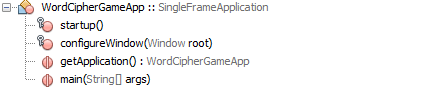 WordCipherGameApp :: SingleFrameApplication
startup()
configureWindow(Window root)
getApplication() : WordCipherGameApp
main(String[] args)